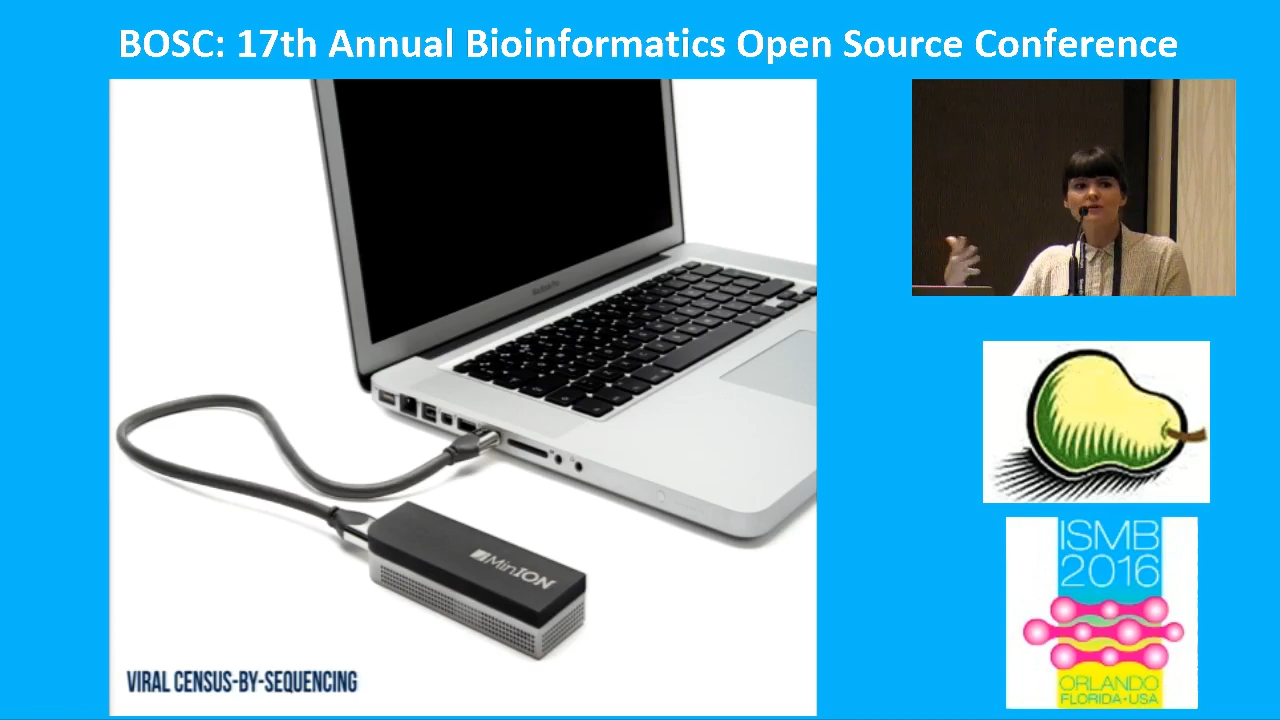 BOSC: 17th Annual Bioinformatics Open Source Conference
MinION
VIRAL CENSUS-BY-SEQUENCING
ISMB
2016
ORLANDO
FLORIDA•USA